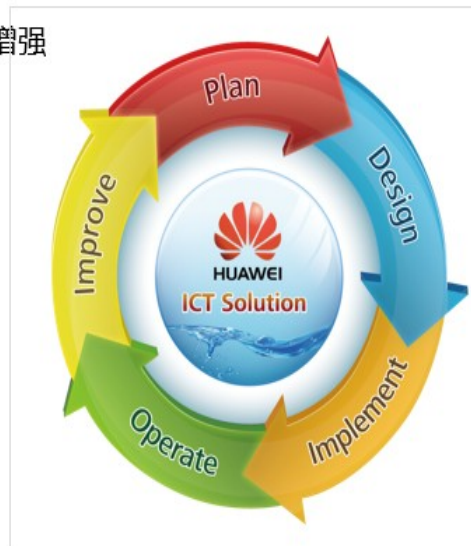 增强
Plan
Design
Implement
Operate
Improve
HUAWEI
ICT Solution